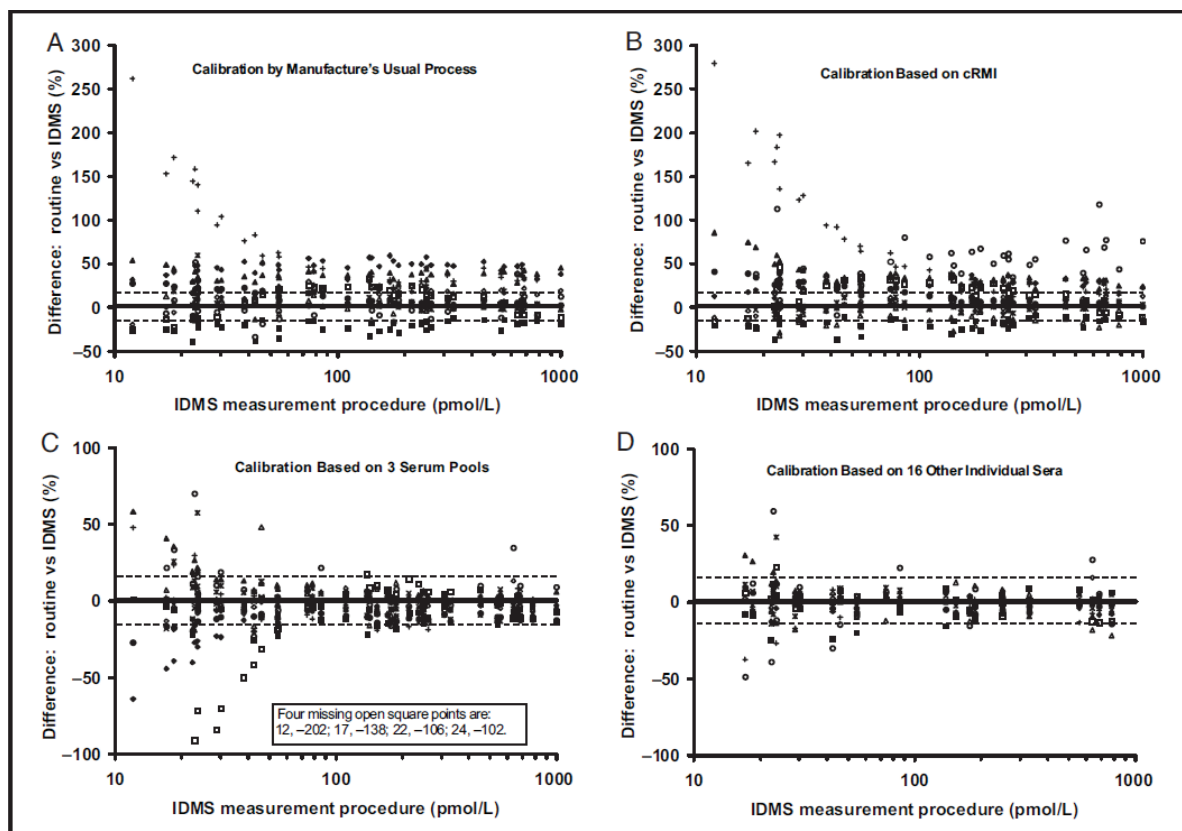 A
Calibration by Manufacture's Usual Process
Difference: routine vs IDMS (%)
300
250
200
150
100
50
0
–50
10
100
1000
IDMS measurement procedure (pmol/L)
B
Calibration Based on cRMI
Difference: routine vs IDMS (%)
300
250
200
150
100
50
0
–50
10
100
1000
IDMS measurement procedure (pmol/L)
C
Calibration Based on 3 Serum Pools
Difference: routine vs IDMS (%)
100
50
0
–50
–100
Four missing open square points are:
12, –202; 17, –138; 22, –106; 24, –102.
10
100
1000
IDMS measurement procedure (pmol/L)
D
Calibration Based on 16 Other Individual Sera
Difference: routine vs IDMS (%)
100
50
0
–50
–100
10
100
1000
IDMS measurement procedure (pmol/L)